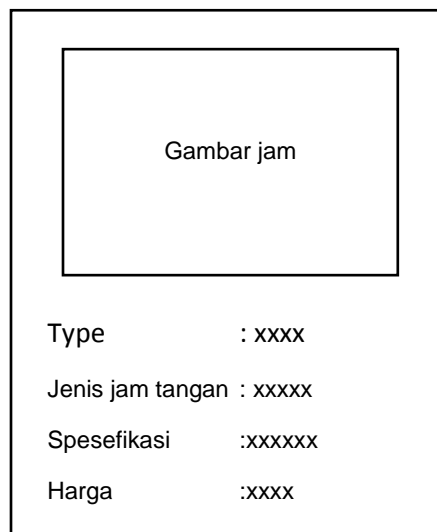 Gambar jam
Type : xxxx
Jenis jam tangan : xxxxx
Spesefikasi :xxxxxx
Harga :xxxx